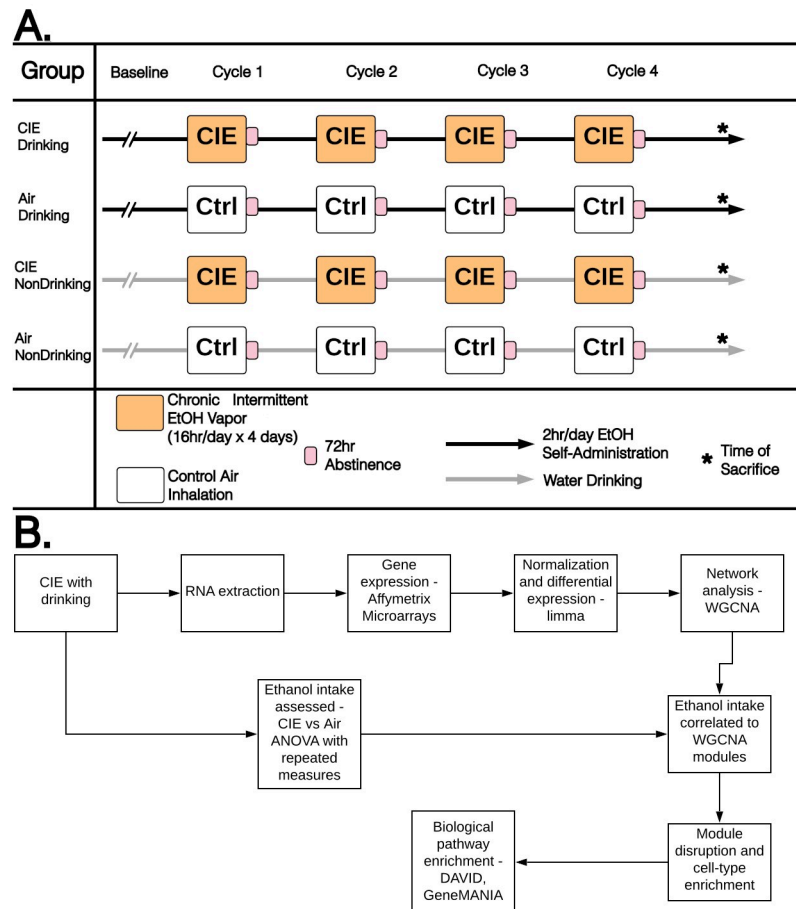 A.
Group Baseline Cycle 1 Cycle 2 Cycle 3 Cycle 4
CIE
Drinking
CIE CIE CIE CIE *
Air
Drinking
Ctrl Ctrl Ctrl Ctrl *
CIE
NonDrinking
CIE CIE CIE CIE *
Air
NonDrinking
Ctrl Ctrl Ctrl Ctrl *
Chronic Intermittent
EtOH Vapor
(16hr/day x 4 days)
Control Air
Inhalation
72hr
Abstinence
2hr/day EtOH
Self-Administration
Water Drinking
* Time of
Sacrifice
B.
CIE with
drinking
RNA extraction
Gene
expression -
Affymetrix
Microarrays
Normalization
and differential
expression -
limma
Network
analysis -
WGCNA
Ethanol intake
assessed -
CIE vs Air
ANOVA with
repeated
measures
Ethanol intake
correlated to
WGCNA
modules
Biological
pathway
enrichment -
DAVID,
GeneMANIA
Module
disruption and
cell-type
enrichment